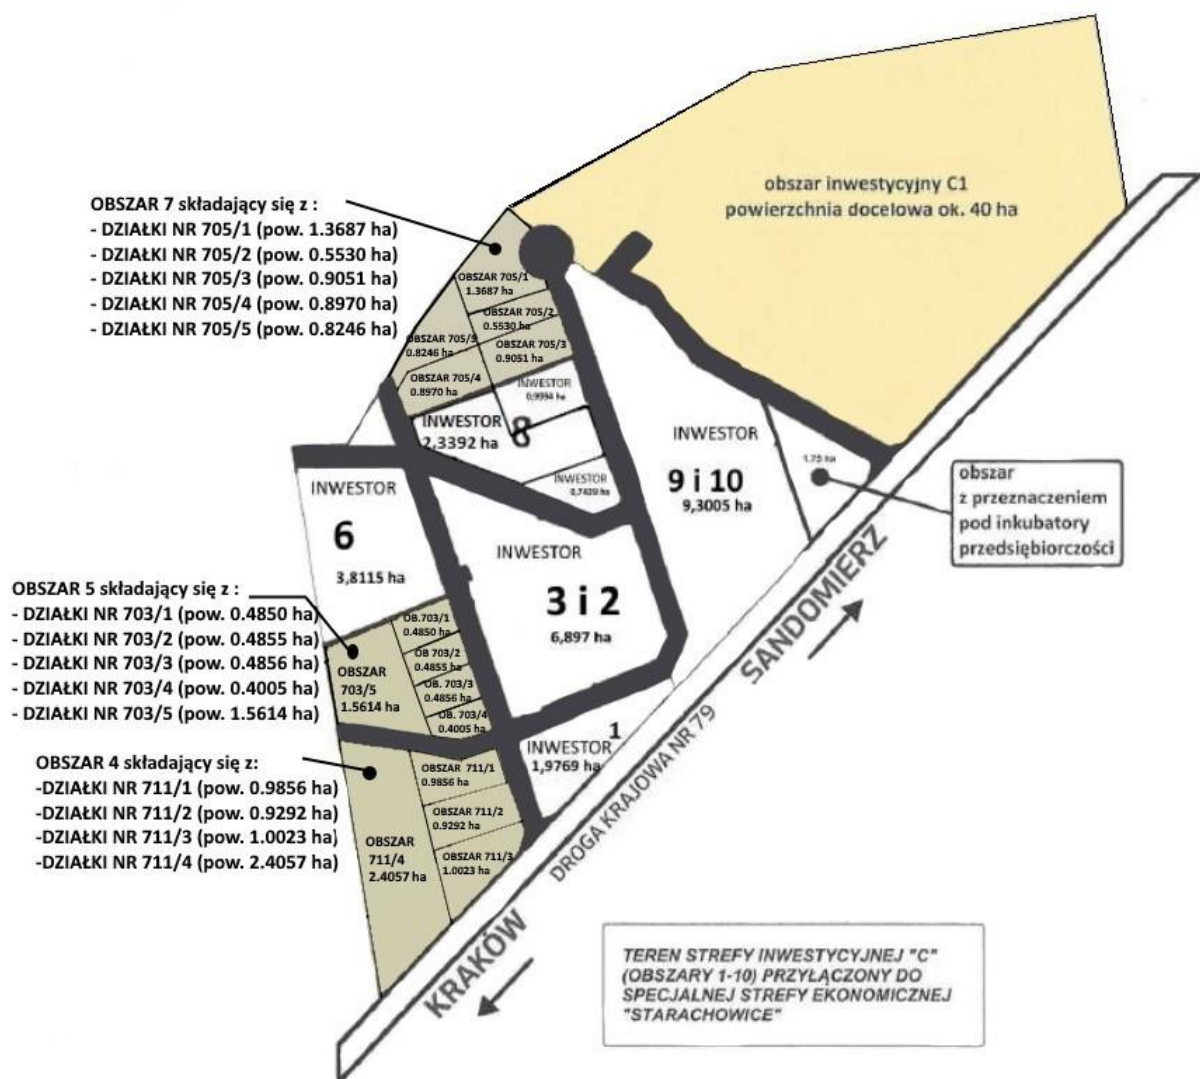 obszar inwestycyjny C1
powierzchnia docelowa ok. 40 ha
OBSZAR 7 składający się z :
- DZIAŁKI NR 705/1 (pow. 1.3687 ha)
- DZIAŁKI NR 705/2 (pow. 0.5530 ha)
- DZIAŁKI NR 705/3 (pow. 0.9051 ha)
- DZIAŁKI NR 705/4 (pow. 0.8970 ha)
- DZIAŁKI NR 705/5 (pow. 0.8246 ha)
OBSZAR 705/1
1.3687 ha
OBSZAR 705/2
0.5530 ha
OBSZAR 705/3
0.9051 ha
OBSZAR 705/5
0.8246 ha
OBSZAR 705/4
0.8970 ha
INWESTOR
0,9994 ha
INWESTOR
2,3392 ha
8
INWESTOR
INWESTOR
9 i 10
9,3005 ha
1.75 ha
obszar
z przeznaczeniem
pod inkubatory
przedsiębiorczości
INWESTOR
6
3,8115 ha
INWESTOR
3 i 2
6,897 ha
OBSZAR 5 składający się z :
- DZIAŁKI NR 703/1 (pow. 0.4850 ha)
- DZIAŁKI NR 703/2 (pow. 0.4855 ha)
- DZIAŁKI NR 703/3 (pow. 0.4856 ha)
- DZIAŁKI NR 703/4 (pow. 0.4005 ha)
- DZIAŁKI NR 703/5 (pow. 1.5614 ha)
OB.703/1
0.4850 ha
OB 703/2
0.4855 ha
OB. 703/3
0.4856 ha
OB. 703/4
0.4005 ha
OBSZAR
703/5
1.5614 ha
1
INWESTOR
1,9769 ha
OBSZAR 4 składający się z:
-DZIAŁKI NR 711/1 (pow. 0.9856 ha)
-DZIAŁKI NR 711/2 (pow. 0.9292 ha)
-DZIAŁKI NR 711/3 (pow. 1.0023 ha)
-DZIAŁKI NR 711/4 (pow. 2.4057 ha)
OBSZAR 711/1
0.9856 ha
OBSZAR 711/2
0.9292 ha
OBSZAR 711/3
1.0023 ha
OBSZAR
711/4
2.4057 ha
SANDOMIERZ
DROGA KRAJOWA NR 79
KRAKÓW
TEREN STREFY INWESTYCYJNEJ "C"
(OBSZARY 1-10) PRZYŁĄCZONY DO
SPECJALNEJ STREFY EKONOMICZNEJ
"STARACHOWICE"